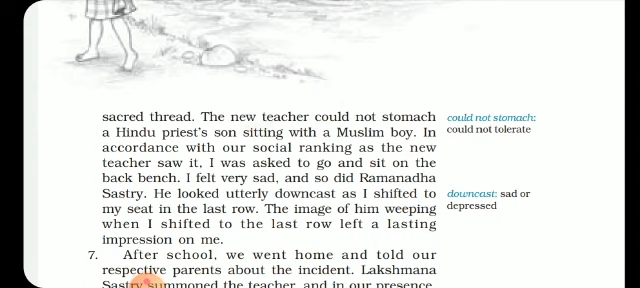 sacred thread. The new teacher could not stomach
a Hindu priest's son sitting with a Muslim boy. In
accordance with our social ranking as the new
teacher saw it, I was asked to go and sit on the
back bench. I felt very sad, and so did Ramanadha
Sastry. He looked utterly downcast as I shifted to
my seat in the last row. The image of him weeping
when I shifted to the last row left a lasting
impression on me.
could not stomach:
could not tolerate
downcast: sad or
depressed
7. After school, we went home and told our
respective parents about the incident. Lakshmana
Sastry summoned the teacher, and in our presence,